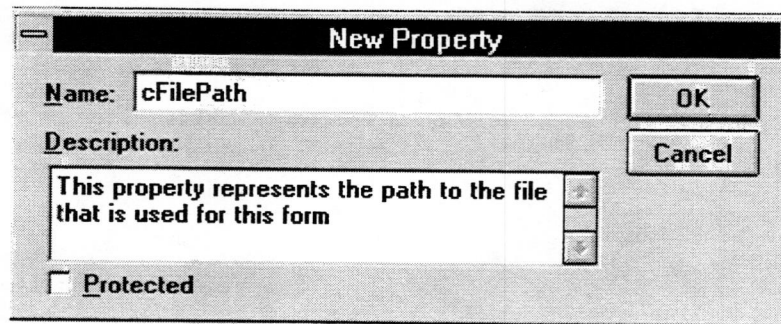 New Property
Name: cFilePath
OK
Description:
Cancel
This property represents the path to the file
that is used for this form
Protected